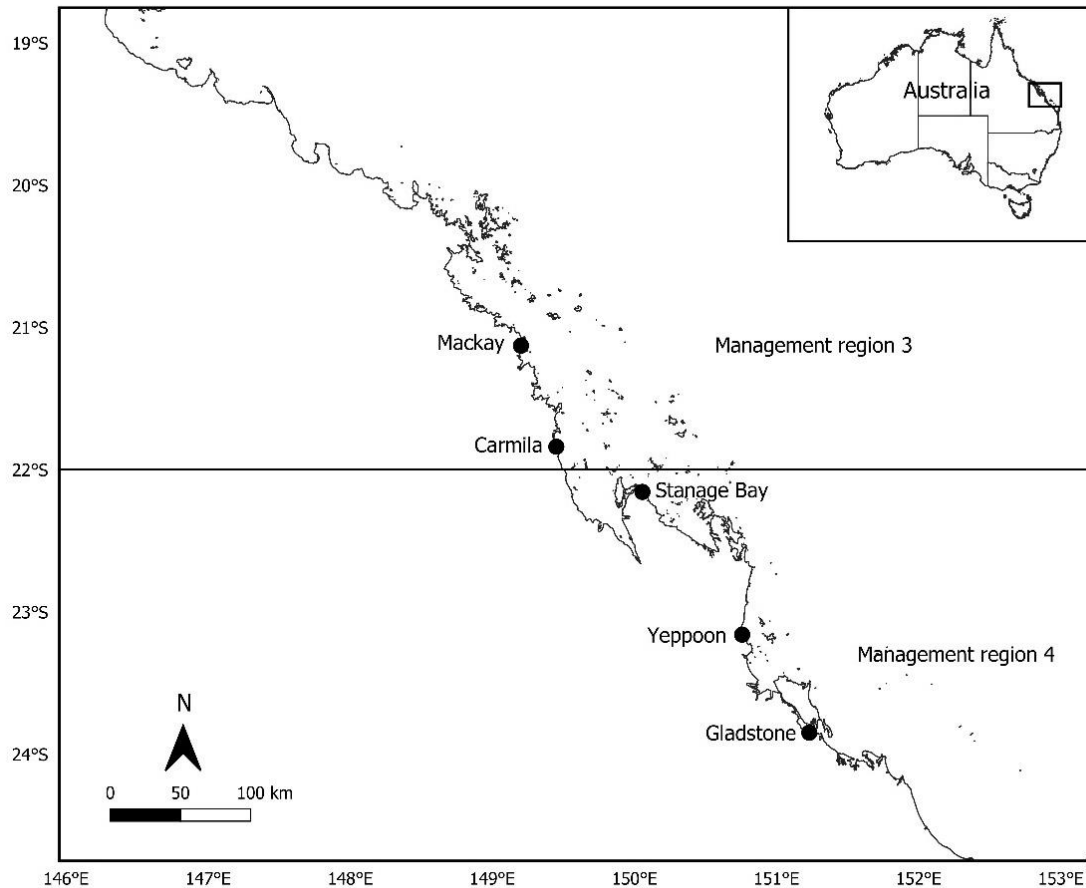 19°S
Australia
20°S
21°S
Mackay
Management region 3
Carmila
22°S
Stanage Bay
23°S
Yeppoon
Management region 4
N
Gladstone
24°S
0 50 100 km
146°E 147°E 148°E 149°E 150°E 151°E 152°E 153°E